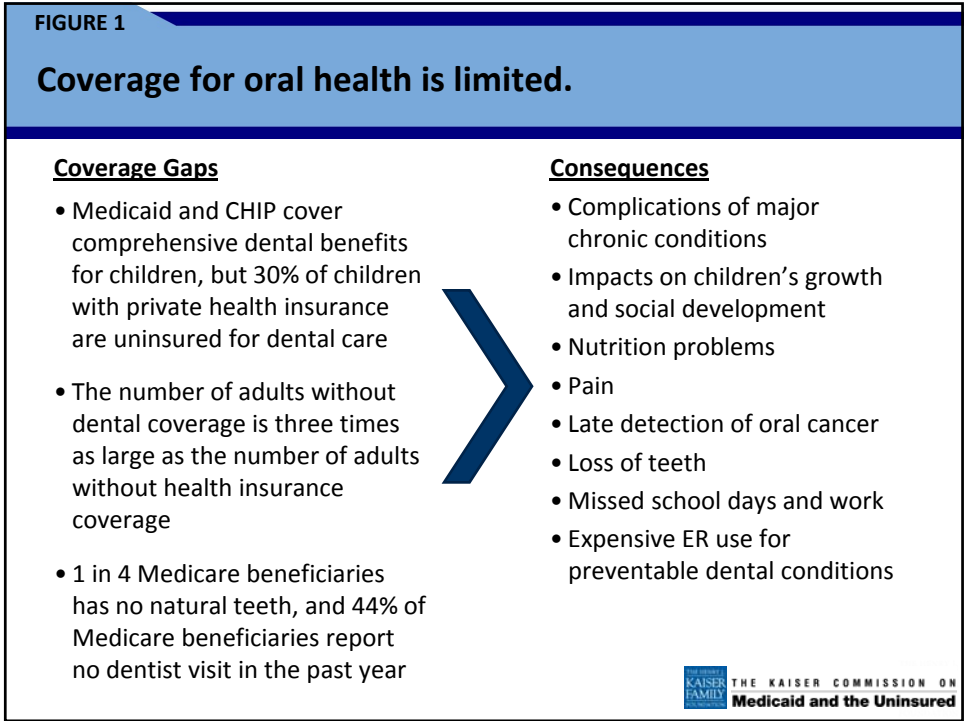 FIGURE 1
Coverage for oral health is limited.
Coverage Gaps
• Medicaid and CHIP cover
comprehensive dental benefits
for children, but 30% of children
with private health insurance
are uninsured for dental care
• The number of adults without
dental coverage is three times
as large as the number of adults
without health insurance
coverage
• 1 in 4 Medicare beneficiaries
has no natural teeth, and 44% of
Medicare beneficiaries report
no dentist visit in the past year
Consequences
• Complications of major
chronic conditions
• Impacts on children's growth
and social development
• Nutrition problems
• Pain
• Late detection of oral cancer
• Loss of teeth
• Missed school days and work
• Expensive ER use for
preventable dental conditions
THE HENRY J.
KAISER
FAMILY
FOUNDATION
THE KAISER COMMISSION ON
Medicaid and the Uninsured